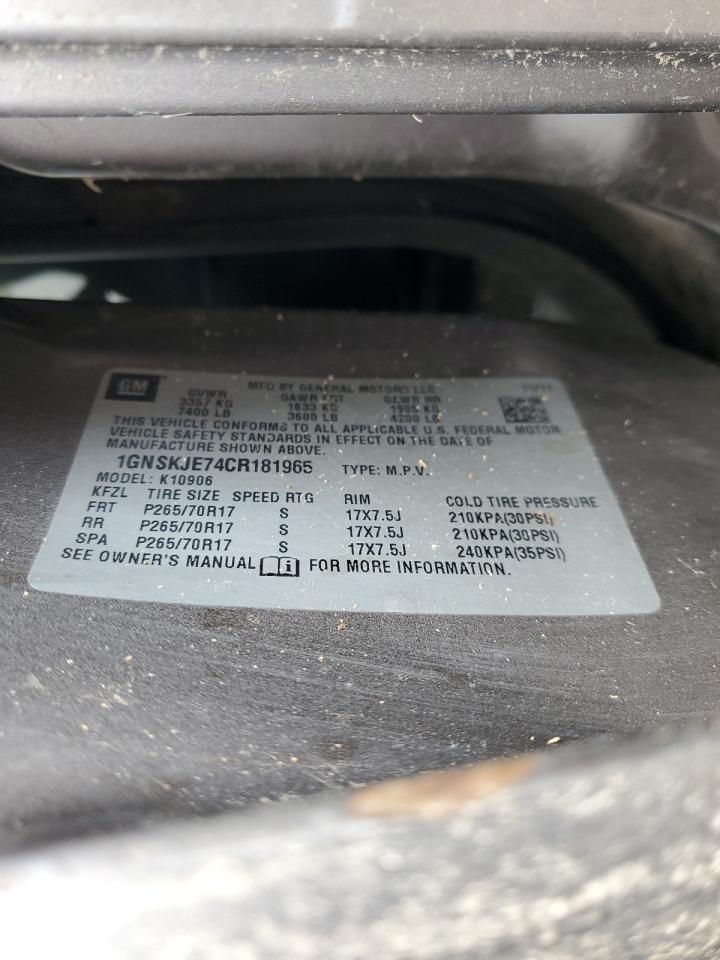 GM
MFD BY GENERAL MOTORS LLC
GVWR GAWR FRT GAWR RR
3357 KG 1633 KG 1905 KG
7400 LB 3600 LB 4200 LB
THIS VEHICLE CONFORMS TO ALL APPLICABLE U.S. FEDERAL MOTOR
VEHICLE SAFETY STANDARDS IN EFFECT ON THE DATE OF
MANUFACTURE SHOWN ABOVE.
1GNSKJE74CR181965 TYPE: M.P.V.
MODEL: K10906
KFZL TIRE SIZE SPEED RTG RIM COLD TIRE PRESSURE
FRT P265/70R17 S 17X7.5J 210KPA(30PSI)
RR P265/70R17 S 17X7.5J 210KPA(30PSI)
SPA P265/70R17 S 17X7.5J 240KPA(35PSI)
SEE OWNER'S MANUAL FOR MORE INFORMATION.